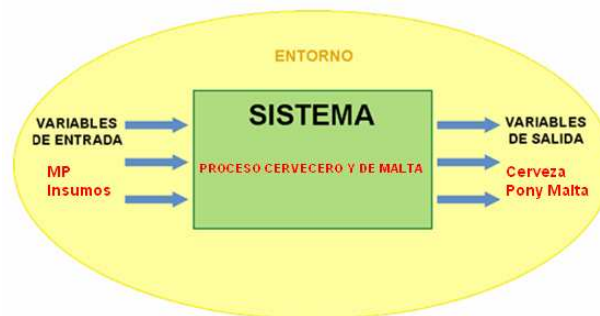 ENTORNO
VARIABLES
DE ENTRADA
MP
Insumos
SISTEMA
PROCESO CERVECERO Y DE MALTA
VARIABLES
DE SALIDA
Cerveza
Pony Malta